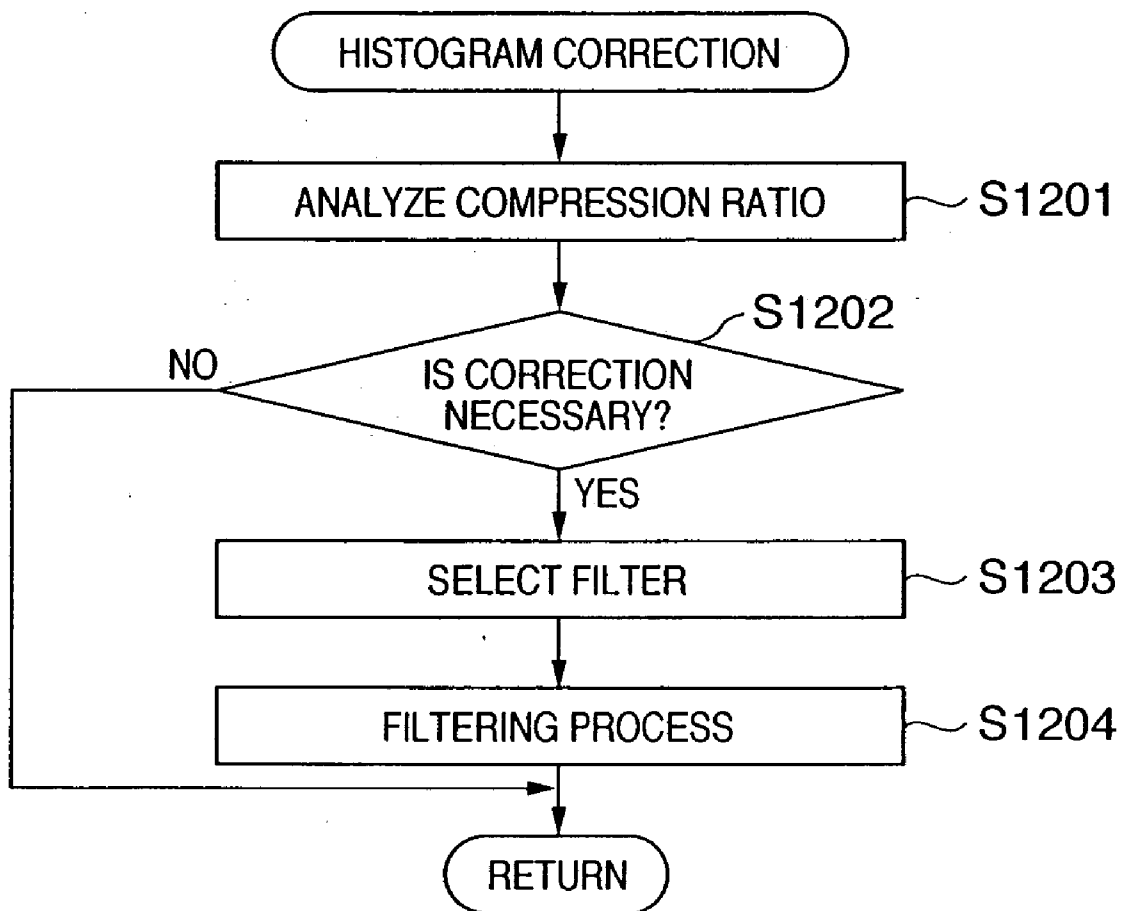 HISTOGRAM CORRECTION
ANALYZE COMPRESSION RATIO
S1201
S1202
NO
IS CORRECTION
NECESSARY?
YES
SELECT FILTER
S1203
FILTERING PROCESS
S1204
RETURN